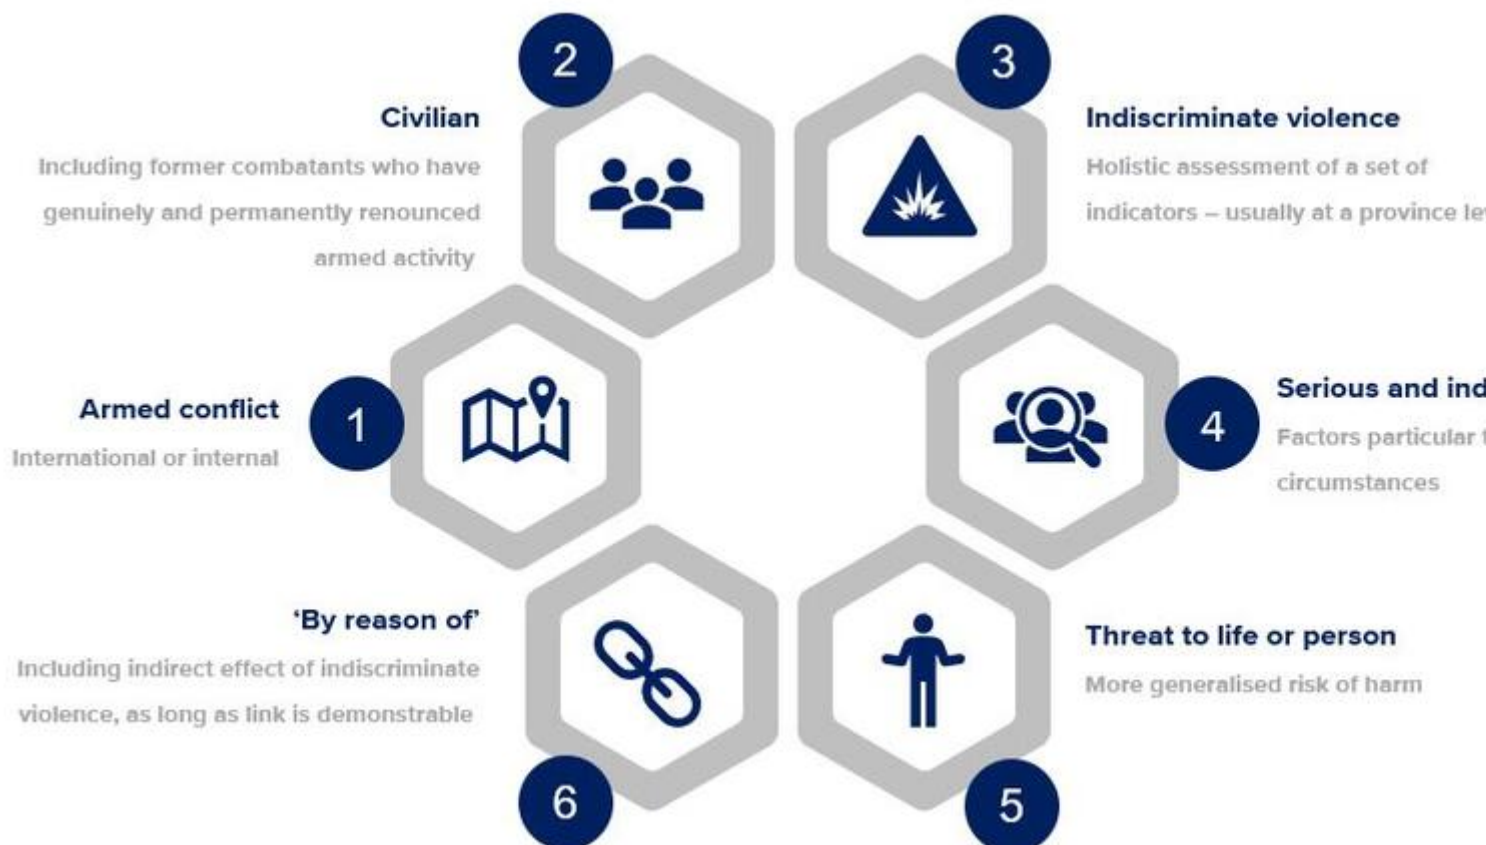 1
Armed conflict
International or internal
2
Civilian
Including former combatants who have
genuinely and permanently renounced
armed activity
3
Indiscriminate violence
Holistic assessment of a set of
indicators – usually at a province
4
Serious and
Factors particular
circumstances
5
Threat to life or person
More generalised risk of harm
6
‘By reason of’
Including indirect effect of indiscriminate
violence, as long as link is demonstrable